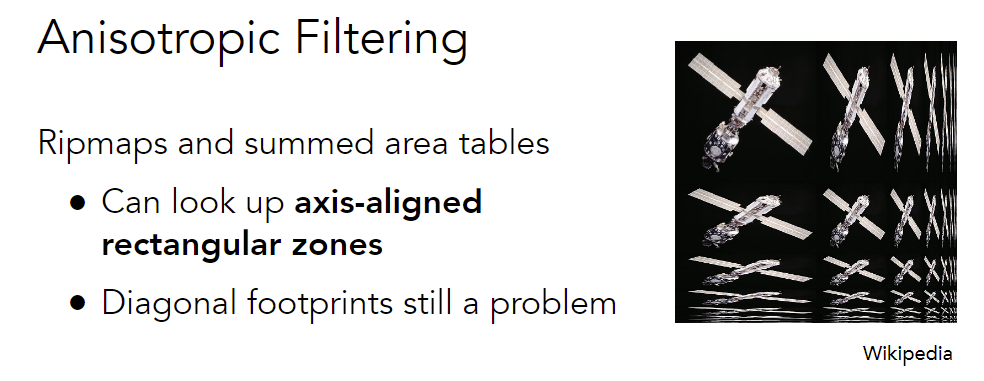 Anisotropic Filtering
Ripmaps and summed area tables
● Can look up axis-aligned
rectangular zones
● Diagonal footprints still a problem
Wikipedia